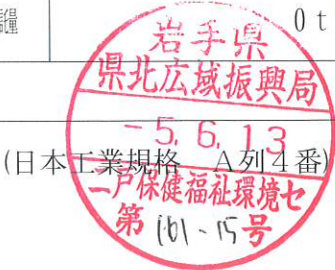 0 t
岩手県
県北広域振興局
-5. 6. 13
(日本工業規格 A列4番)
一戸保健福祉環境セ
第 161-15 号